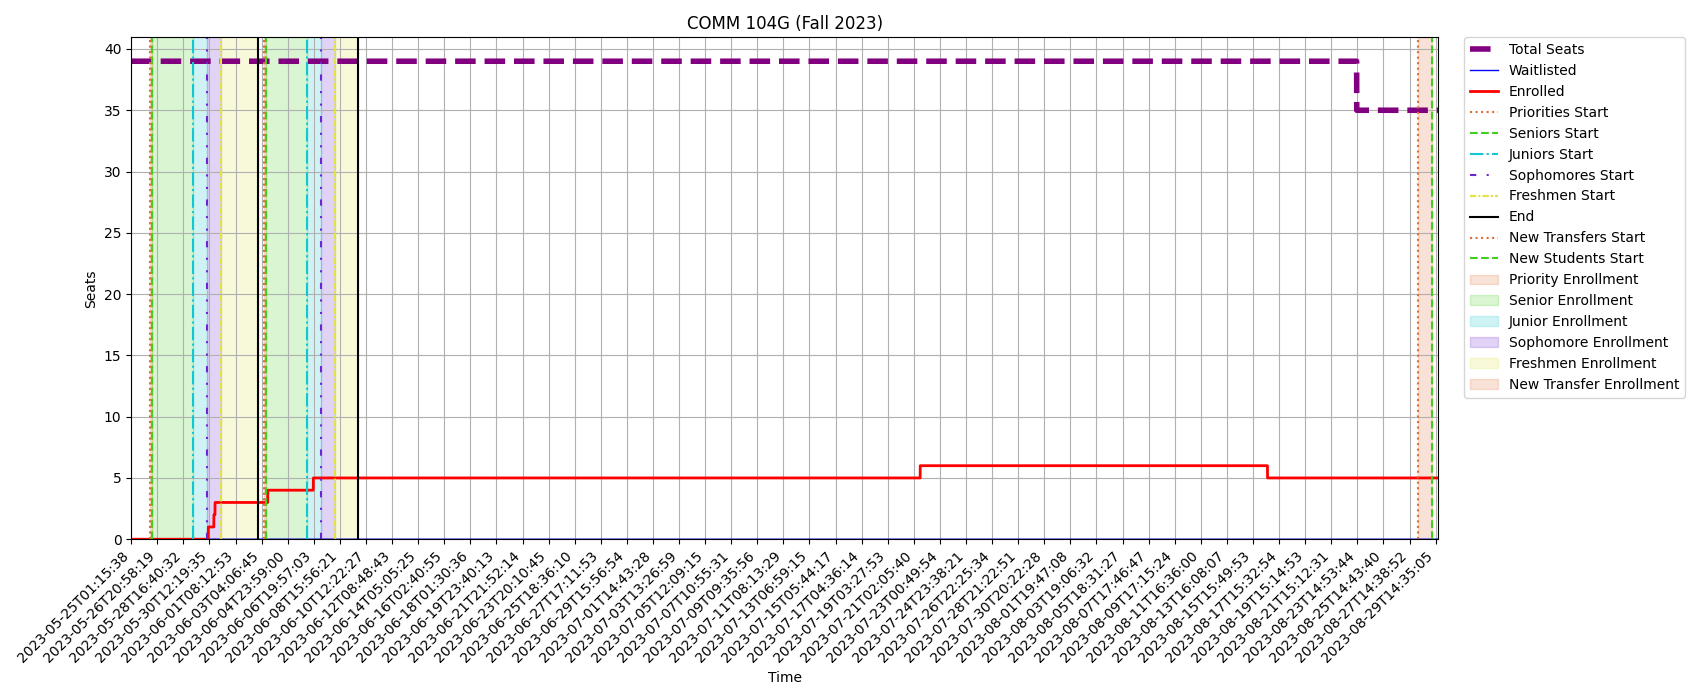 COMM 104G (Fall 2023)
Seats
40
35
30
25
20
15
10
5
0
2023-05-25T01:15:38
2023-05-26T20:58:19
2023-05-28T16:40:32
2023-05-30T12:19:35
2023-06-01T08:12:53
2023-06-03T04:06:45
2023-06-04T23:59:00
2023-06-06T19:57:03
2023-06-08T15:56:21
2023-06-10T12:22:27
2023-06-12T08:48:43
2023-06-14T05:05:25
2023-06-16T02:40:55
2023-06-18T01:30:36
2023-06-19T23:40:13
2023-06-21T21:52:14
2023-06-23T20:10:45
2023-06-25T18:36:10
2023-06-27T17:11:53
2023-06-29T15:56:54
2023-07-01T14:43:28
2023-07-03T13:26:59
2023-07-05T12:09:15
2023-07-07T10:55:31
2023-07-09T09:35:56
2023-07-11T08:13:29
2023-07-13T06:59:15
2023-07-15T05:44:17
2023-07-17T04:36:14
2023-07-19T03:27:53
2023-07-21T02:05:40
2023-07-23T00:49:54
2023-07-24T23:38:21
2023-07-26T22:25:34
2023-07-28T21:22:51
2023-07-30T20:22:28
2023-08-01T19:47:08
2023-08-03T19:06:32
2023-08-05T18:31:27
2023-08-07T17:46:47
2023-08-09T17:15:24
2023-08-11T16:36:00
2023-08-13T16:08:07
2023-08-15T15:49:53
2023-08-17T15:32:54
2023-08-19T15:14:53
2023-08-21T15:12:31
2023-08-23T14:53:44
2023-08-25T14:43:40
2023-08-27T14:38:52
2023-08-29T14:35:05
Time
Total Seats
Waitlisted
Enrolled
Priorities Start
Seniors Start
Juniors Start
Sophomores Start
Freshmen Start
End
New Transfers Start
New Students Start
Priority Enrollment
Senior Enrollment
Junior Enrollment
Sophomore Enrollment
Freshmen Enrollment
New Transfer Enrollment